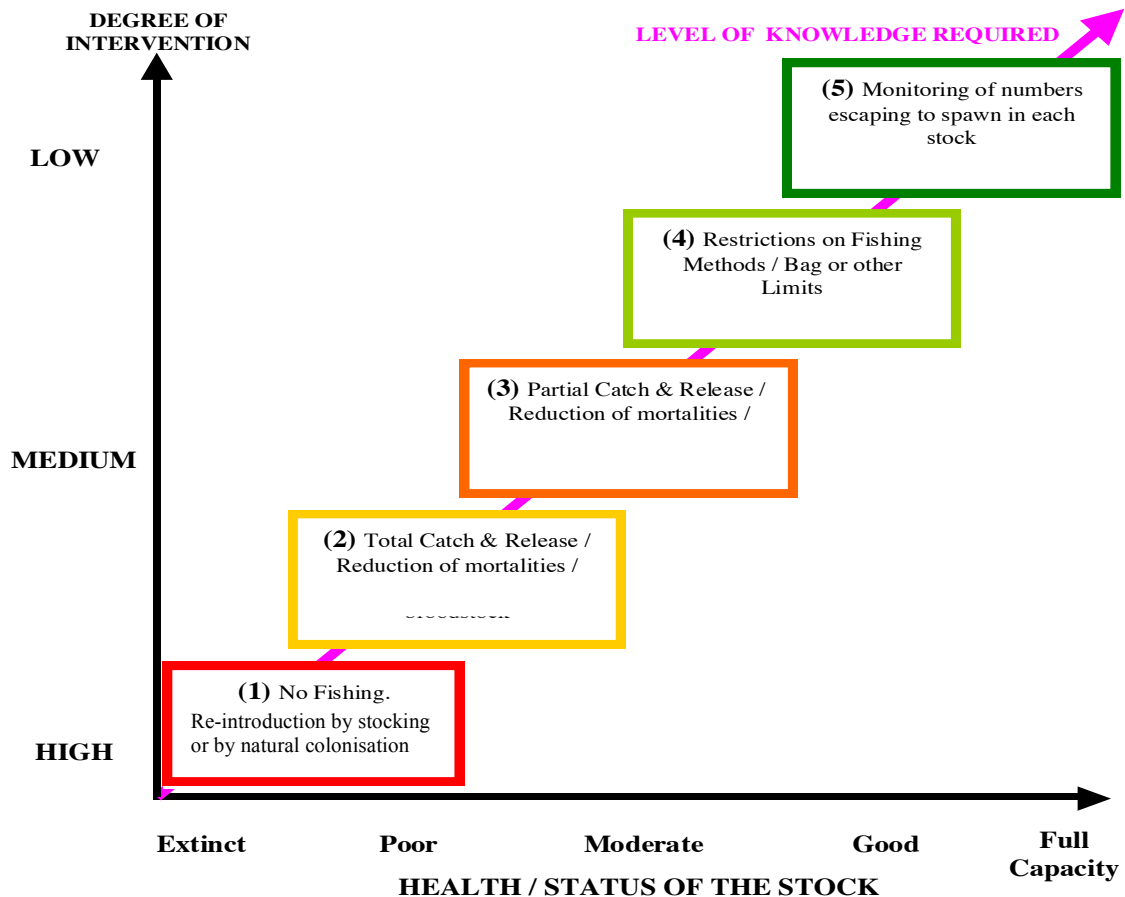 DEGREE OF
INTERVENTION
LEVEL OF KNOWLEDGE REQUIRED
(5) Monitoring of numbers
escaping to spawn in each
stock
LOW
(4) Restrictions on Fishing
Methods / Bag or other
Limits
(3) Partial Catch & Release /
Reduction of mortalities /
MEDIUM
(2) Total Catch & Release /
Reduction of mortalities /
(1) No Fishing.
Re-introduction by stocking
or by natural colonisation
HIGH
Extinct
Poor
Moderate
Good
Full
Capacity
HEALTH / STATUS OF THE STOCK